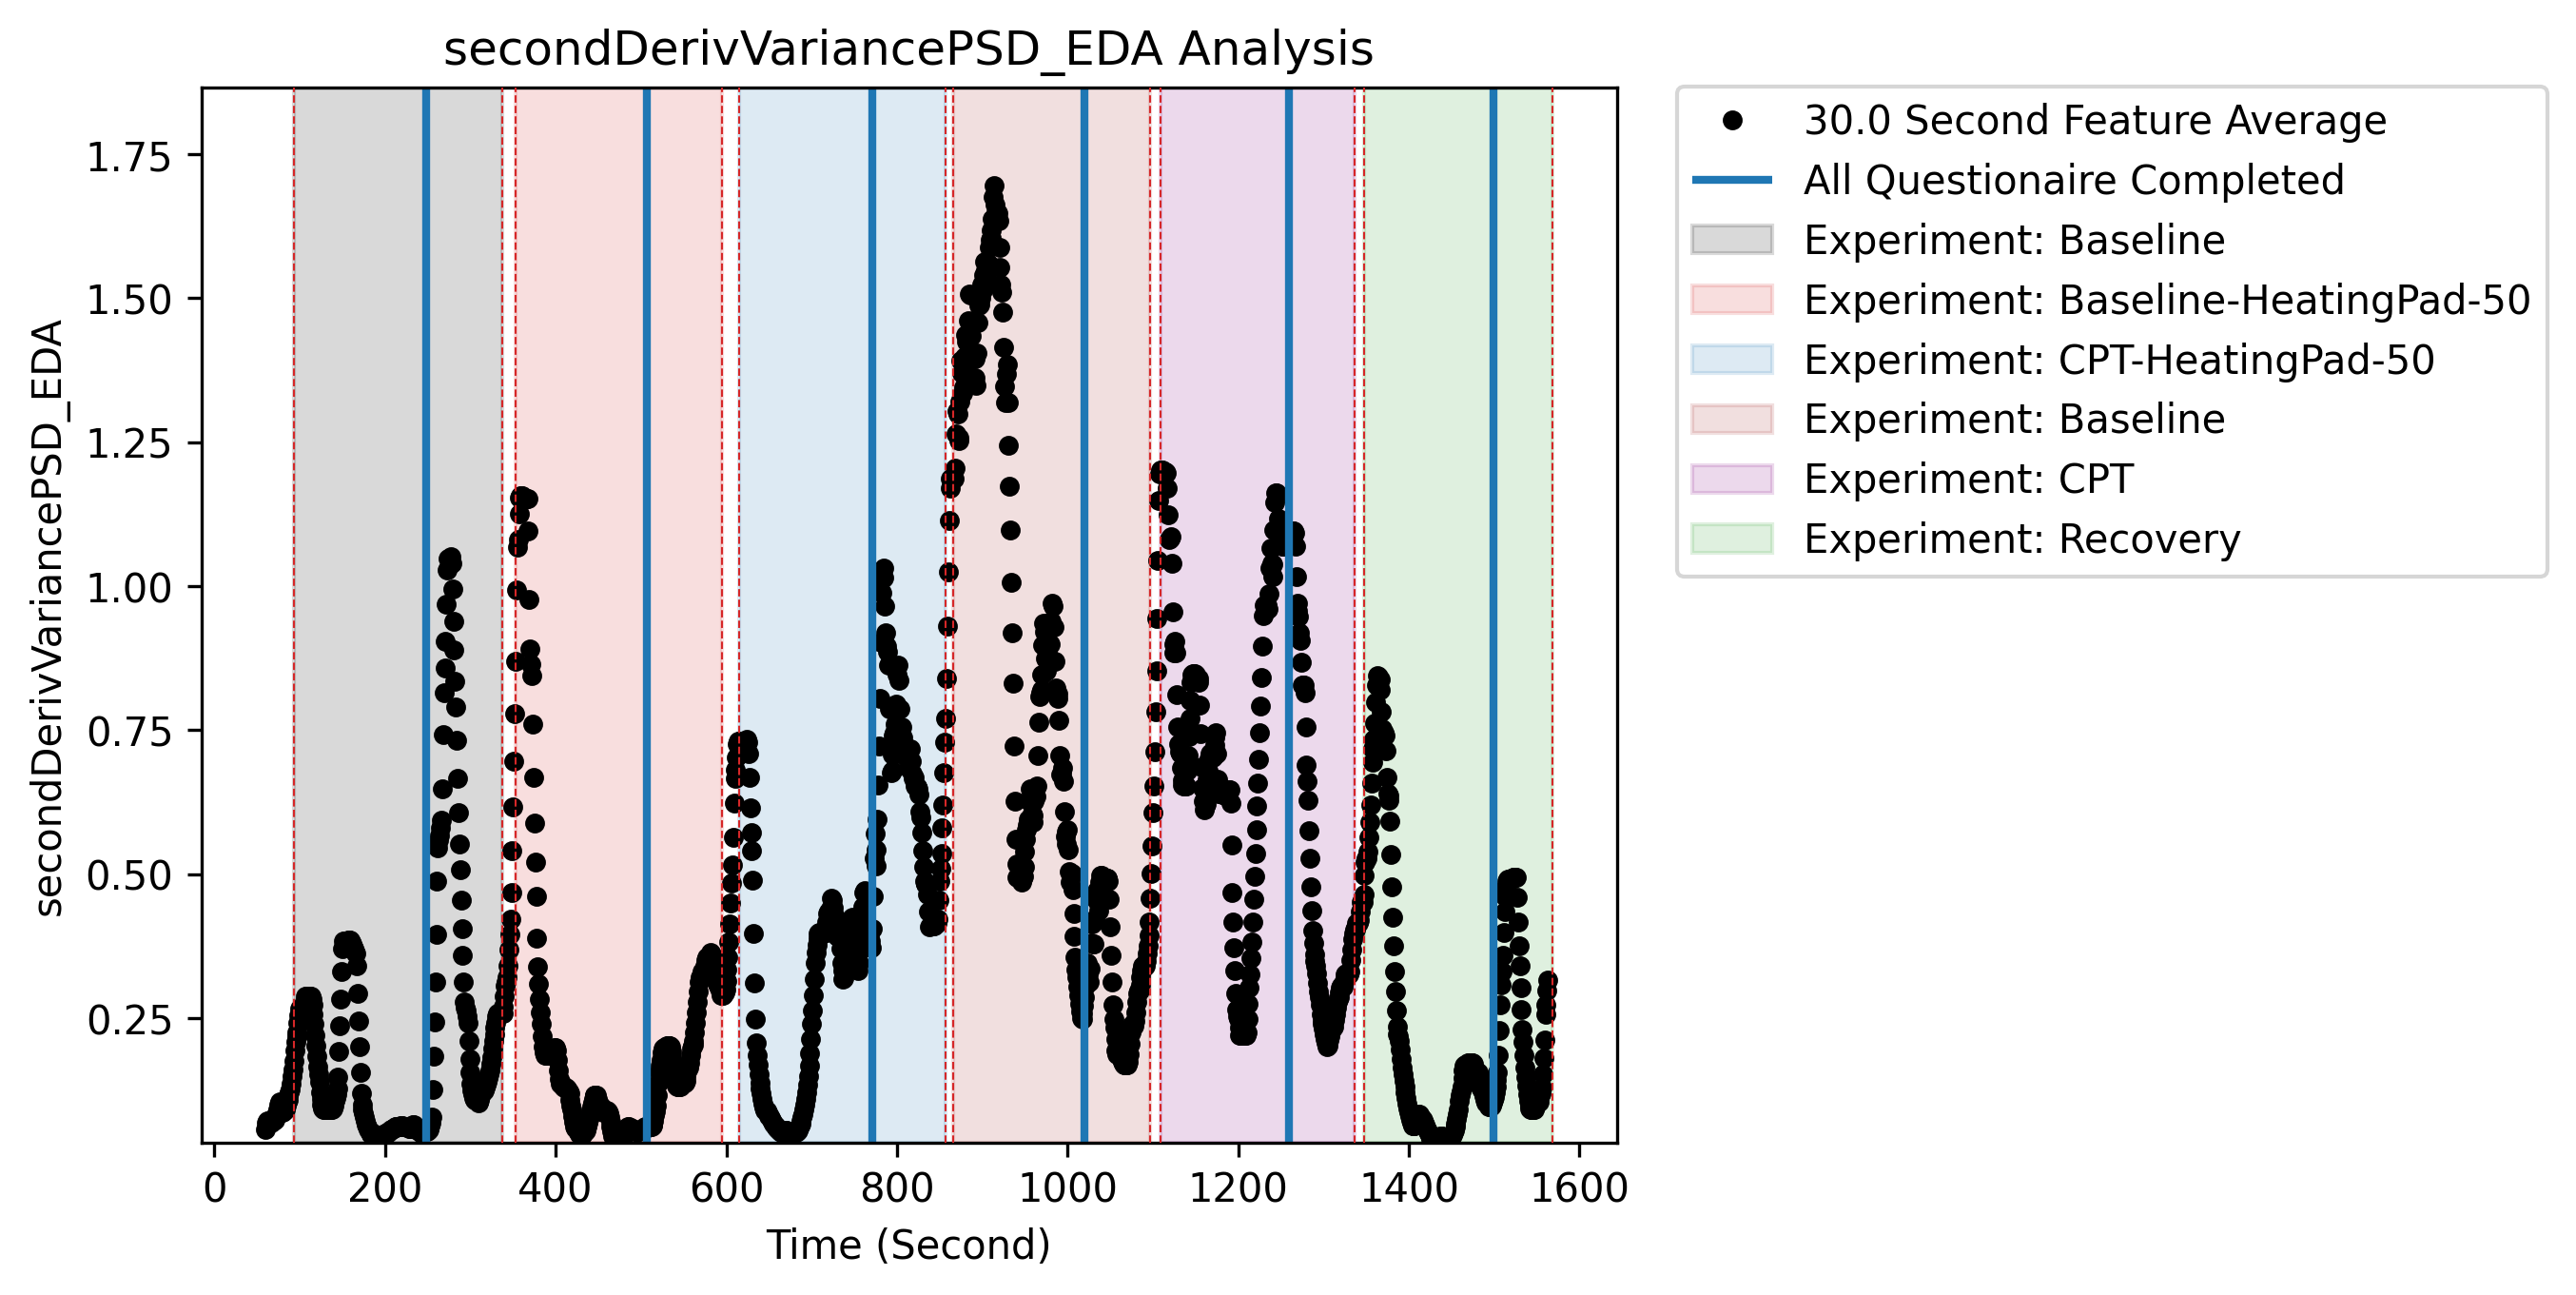 secondDerivVariancePSD_EDA Analysis
secondDerivVariancePSD_EDA
1.75
1.50
1.25
1.00
0.75
0.50
0.25
0 200 400 600 800 1000 1200 1400 1600
Time (Second)
30.0 Second Feature Average
All Questionaire Completed
Experiment: Baseline
Experiment: Baseline-HeatingPad-50
Experiment: CPT-HeatingPad-50
Experiment: Baseline
Experiment: CPT
Experiment: Recovery